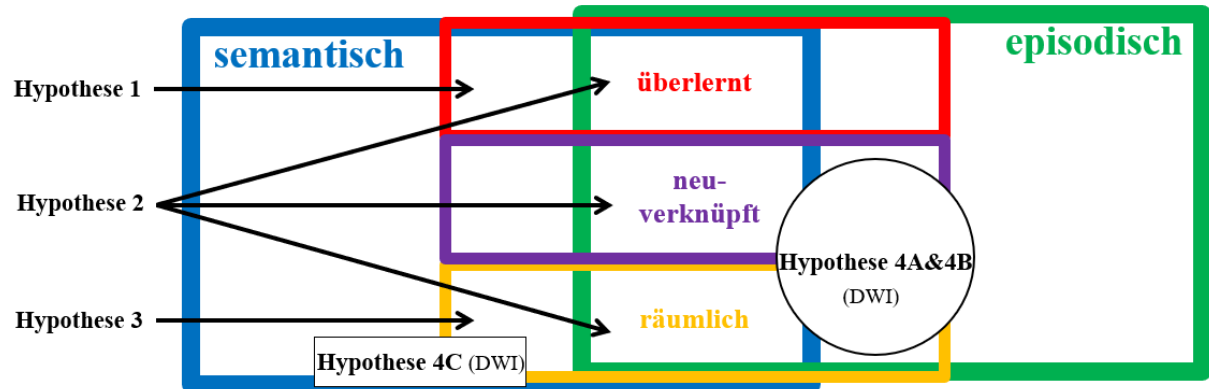 semantisch
episodisch
Hypothese 1
überlernt
Hypothese 2
neu-
verknüpft
Hypothese 4A&4B
(DWI)
Hypothese 3
räumlich
Hypothese 4C (DWI)